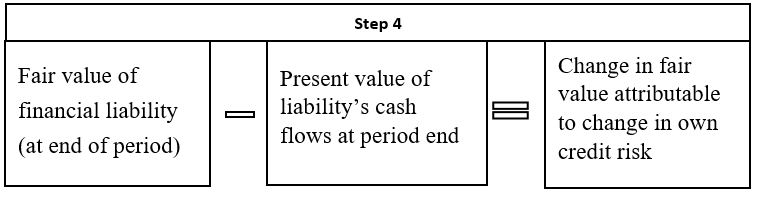 Step 4
Fair value of
financial liability
(at end of period)
Present value of
liability's cash
flows at period end
Change in fair
value attributable
to change in own
credit risk